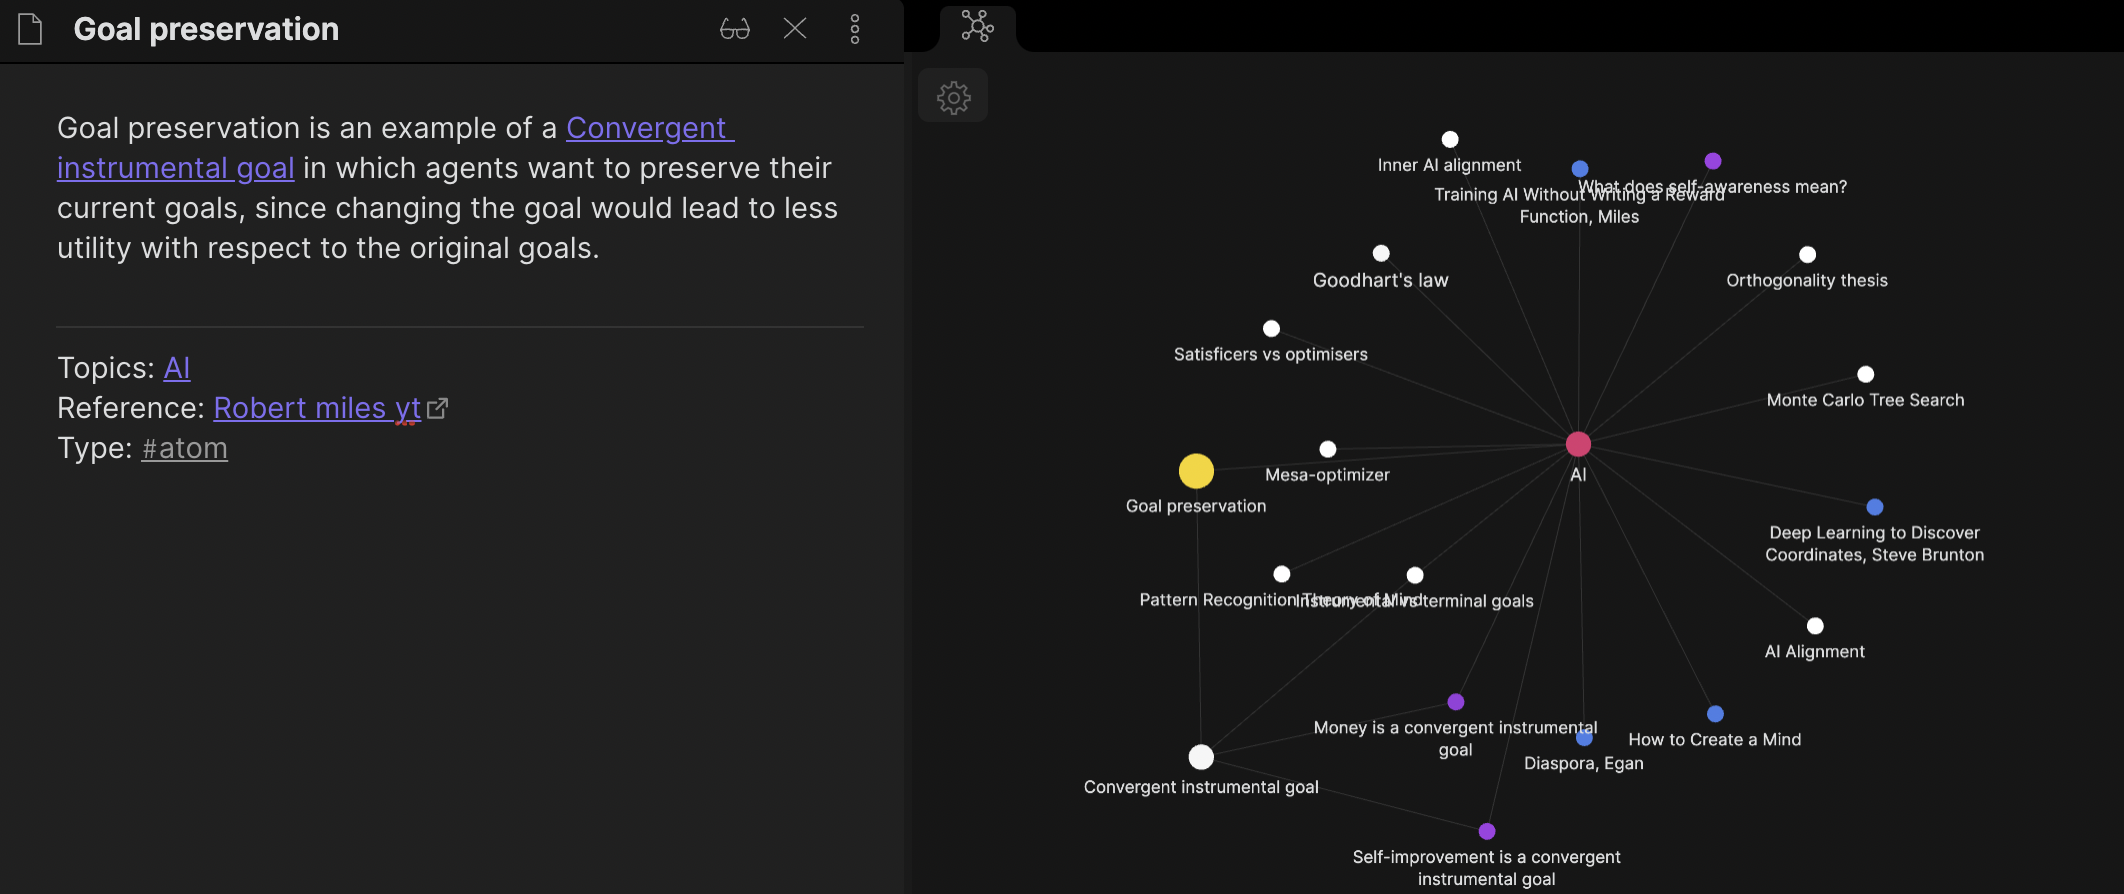 Goal preservation
Goal preservation is an example of a Convergent
instrumental goal in which agents want to preserve their
current goals, since changing the goal would lead to less
utility with respect to the original goals.
Topics: AI
Reference: Robert miles yt
Type: #atom
Inner AI alignment
What does self-awareness mean?
Training AI Without Writing a Reward
Function, Miles
Goodhart's law
Orthogonality thesis
Satisficers vs optimisers
Monte Carlo Tree Search
Mesa-optimizer
AI
Goal preservation
Deep Learning to Discover
Coordinates, Steve Brunton
Pattern Recognition Theory of Mind
Instrumental vs terminal goals
AI Alignment
Money is a convergent instrumental
goal
How to Create a Mind
Diaspora, Egan
Convergent instrumental goal
Self-improvement is a convergent
instrumental goal